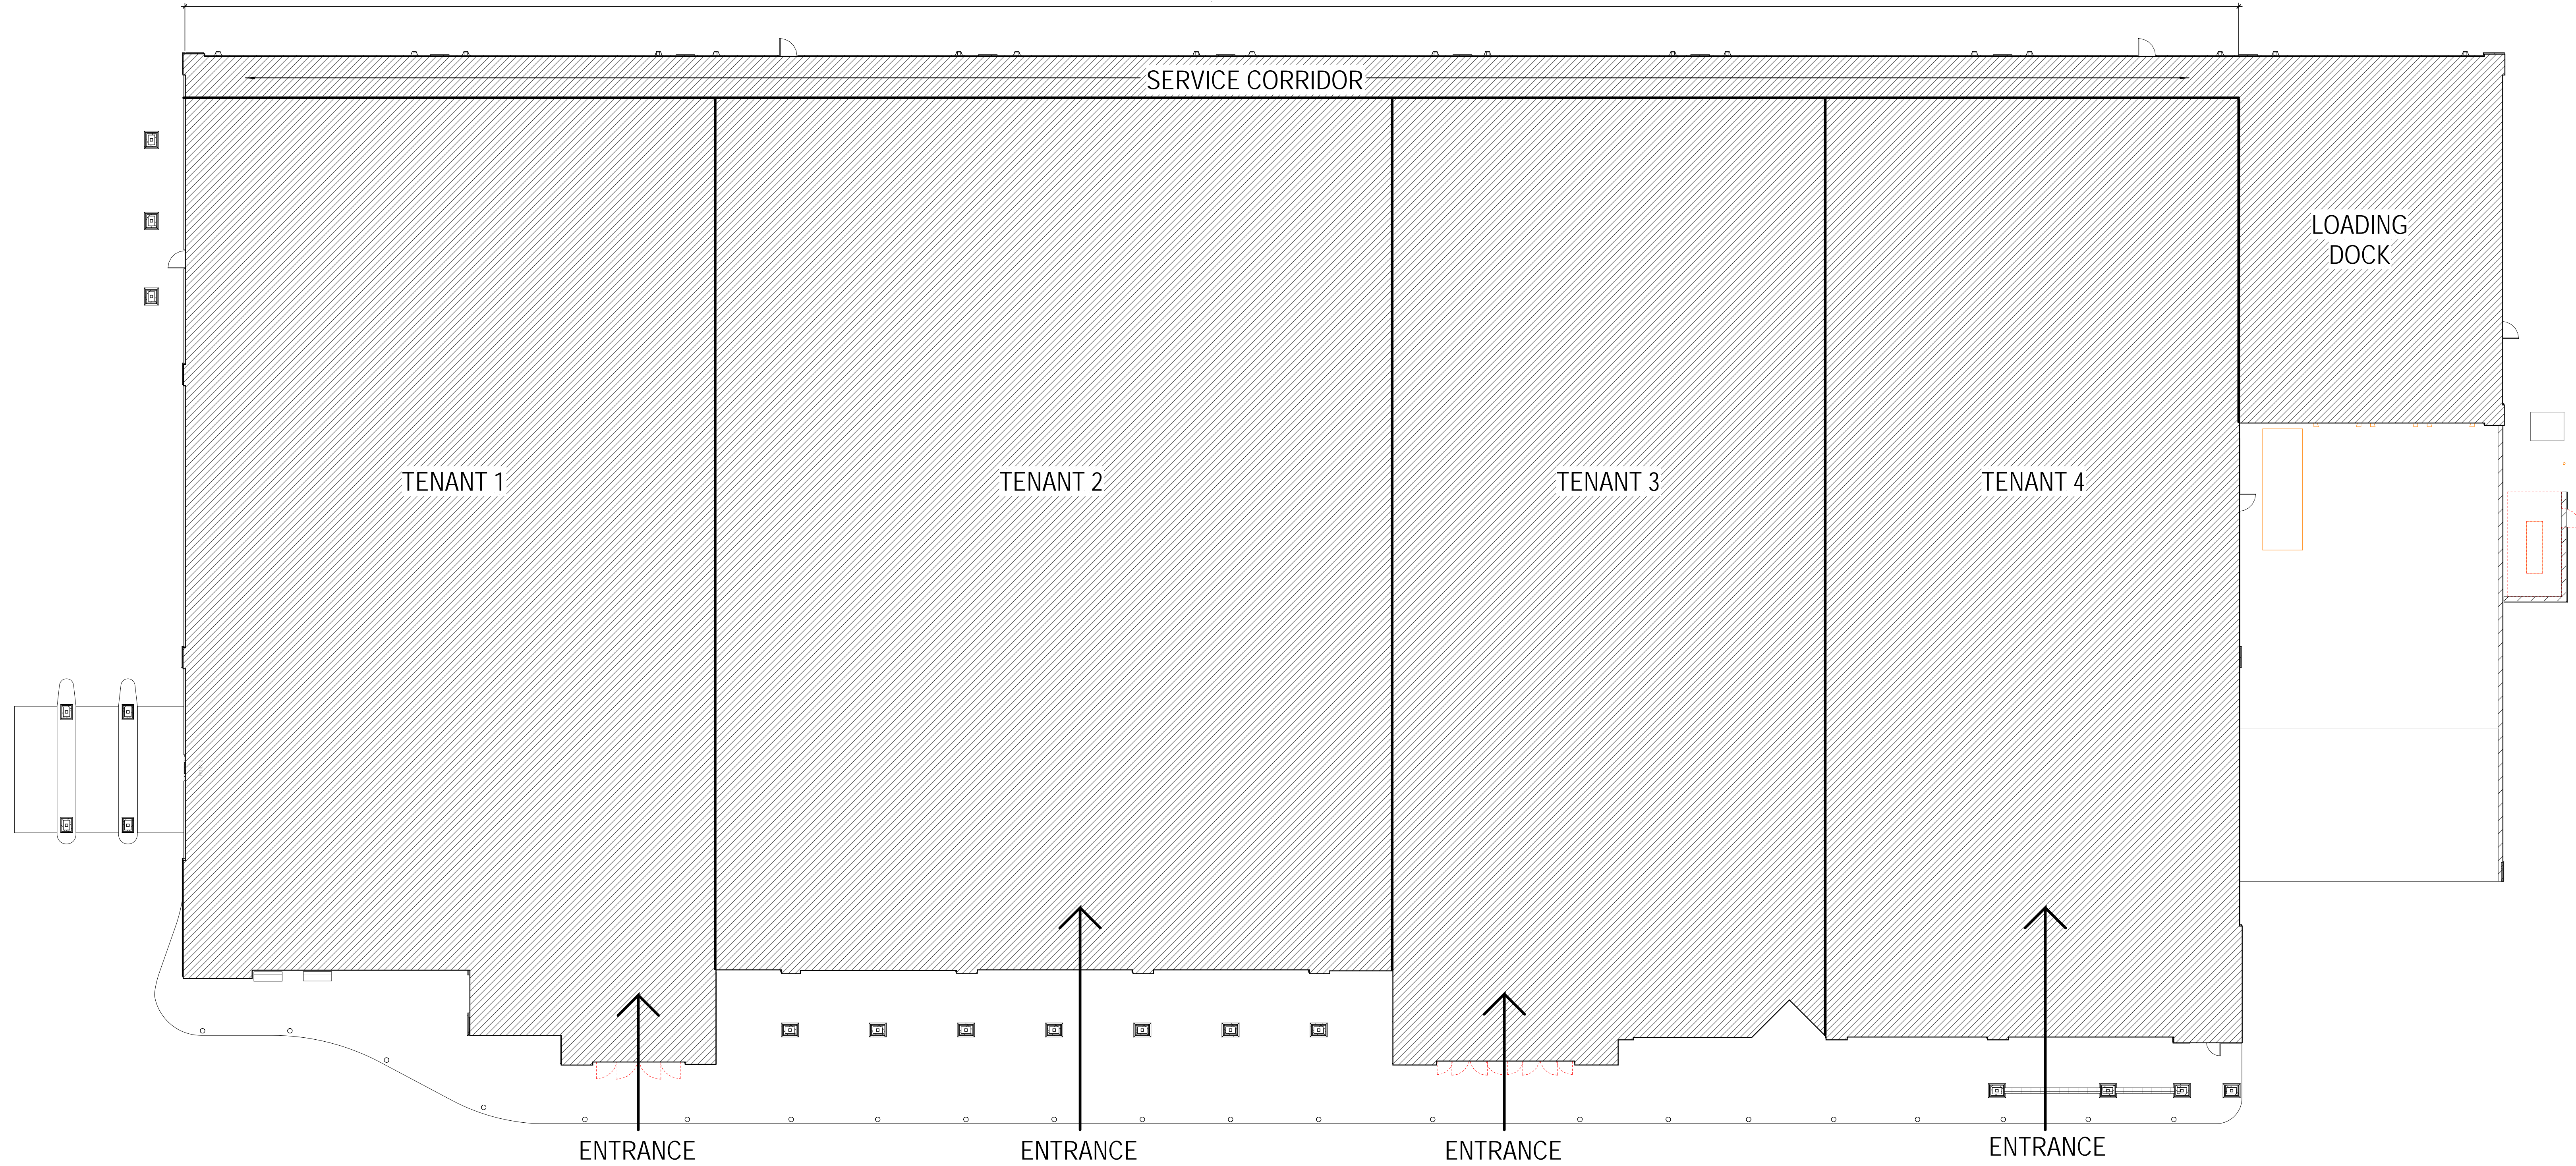 SERVICE CORRIDOR
LOADING
DOCK
TENANT 1
TENANT 2
TENANT 3
TENANT 4
ENTRANCE
ENTRANCE
ENTRANCE
ENTRANCE